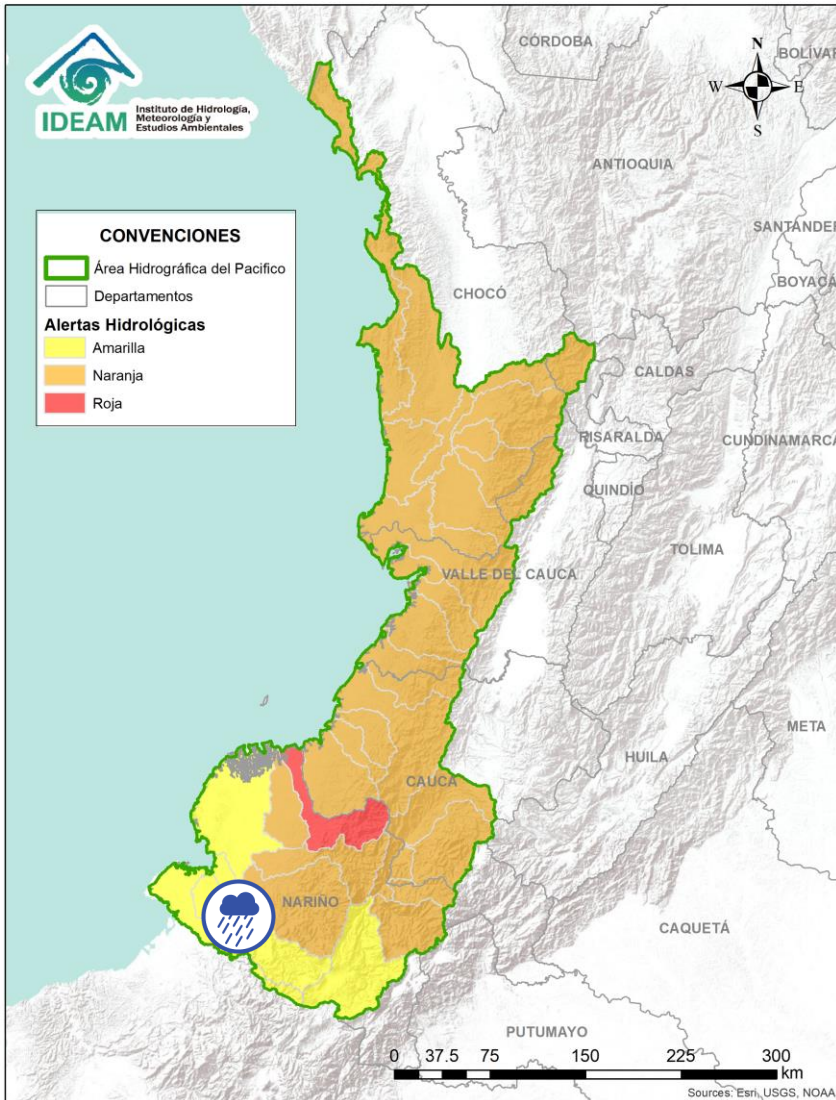 IDEAM
Instituto de Hidrología,
Meteorología y
Estudios Ambientales
CÓRDOBA
BOLÍVAR
N
W
E
S
ANTIOQUIA
SANTANDER
CONVENCIONES
Área Hidrográfica del Pacifico
Departamentos
Alertas Hidrológicas
Amarilla
Naranja
Roja
BOYACÁ
CHOCÓ
CALDAS
RISARALDA
CUNDINAMARCA
QUINDÍO
TOLIMA
VALLE DEL CAUCA
META
HUILA
CAUCA
NARIÑO
CAQUETÁ
PUTUMAYO
0 37.5 75 150 225 300
km
Sources: Esri, USGS, NOAA